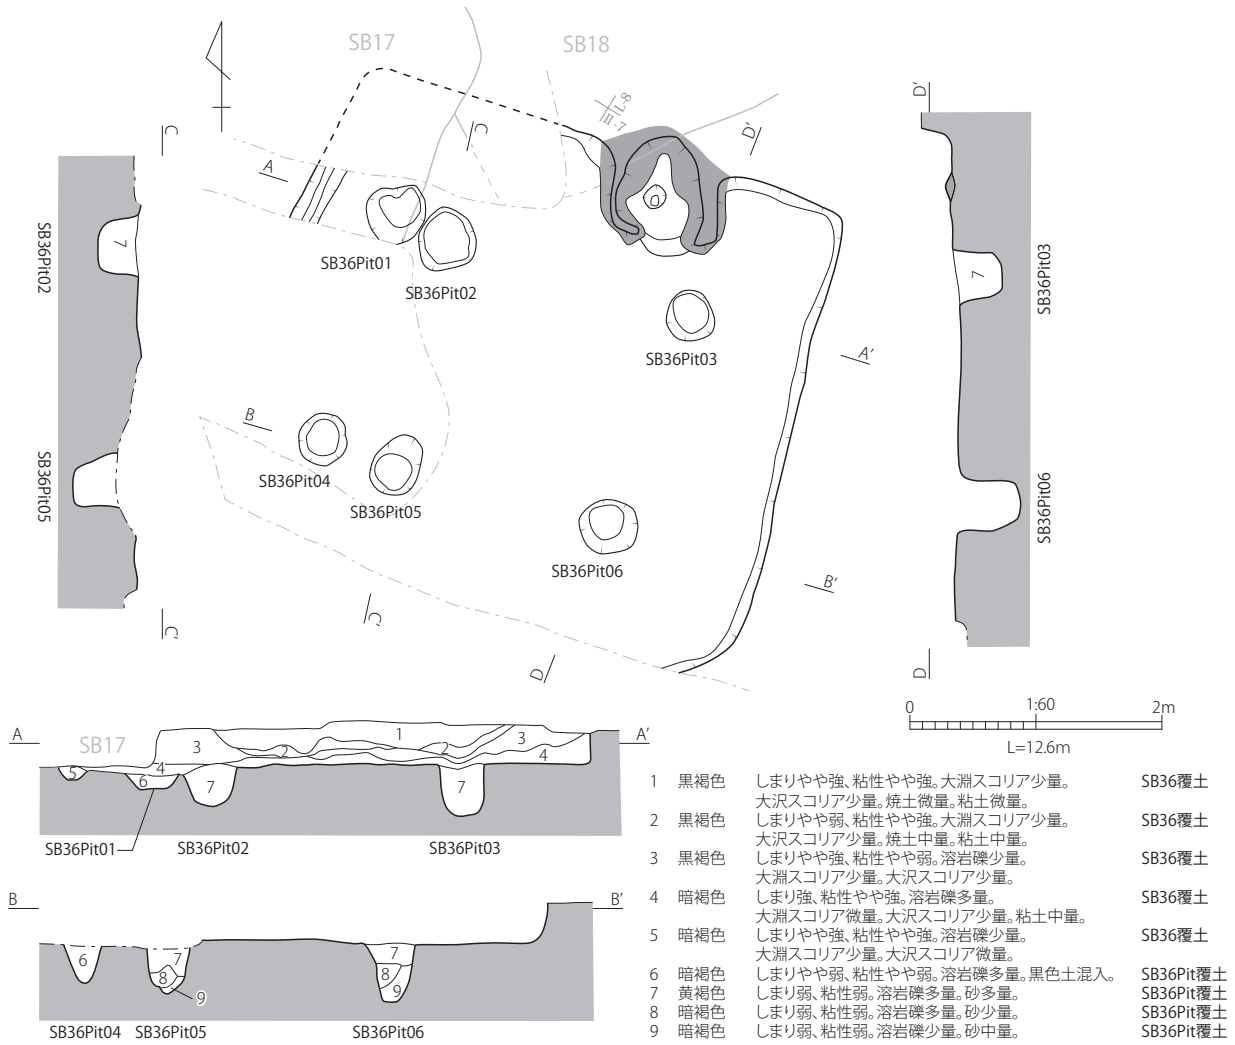 SB17
SB18
L-8
II-7
D'
D'
C
C
A
SB36Pit01
SB36Pit02
SB36Pit02
7
SB36Pit03
7
SB36Pit03
A'
B
SB36Pit04
SB36Pit05
SB36Pit05
SB36Pit06
SB36Pit06
B'
C'
C'
D
D
0 1:60 2m
L=12.6m
A
SB17
A'
1
2
2
3
3
4
4
5
6
7
7
SB36Pit01
SB36Pit02
SB36Pit03
B
B'
6
7
8
9
7
8
9
SB36Pit04
SB36Pit05
SB36Pit06
1 黒褐色 しまりやや強、粘性やや強。大淵スコリア少量。 SB36覆土
大沢スコリア少量。焼土微量。粘土微量。
2 黒褐色 しまりやや弱、粘性やや強。大淵スコリア少量。 SB36覆土
大沢スコリア少量。焼土中量。粘土中量。
3 黒褐色 しまりやや強、粘性やや弱。溶岩礫少量。 SB36覆土
大淵スコリア少量。大沢スコリア少量。
4 暗褐色 しまり強、粘性やや強。溶岩礫多量。 SB36覆土
大淵スコリア微量。大沢スコリア少量。粘土中量。
5 暗褐色 しまりやや強、粘性やや強。溶岩礫少量。 SB36覆土
大淵スコリア少量。大沢スコリア微量。
6 暗褐色 しまりやや弱、粘性やや弱。溶岩礫多量。黒色土混入。 SB36Pit覆土
7 黄褐色 しまり弱、粘性弱。溶岩礫多量。砂多量。 SB36Pit覆土
8 暗褐色 しまり弱、粘性弱。溶岩礫多量。砂少量。 SB36Pit覆土
9 暗褐色 しまり弱、粘性弱。溶岩礫少量。砂中量。 SB36Pit覆土